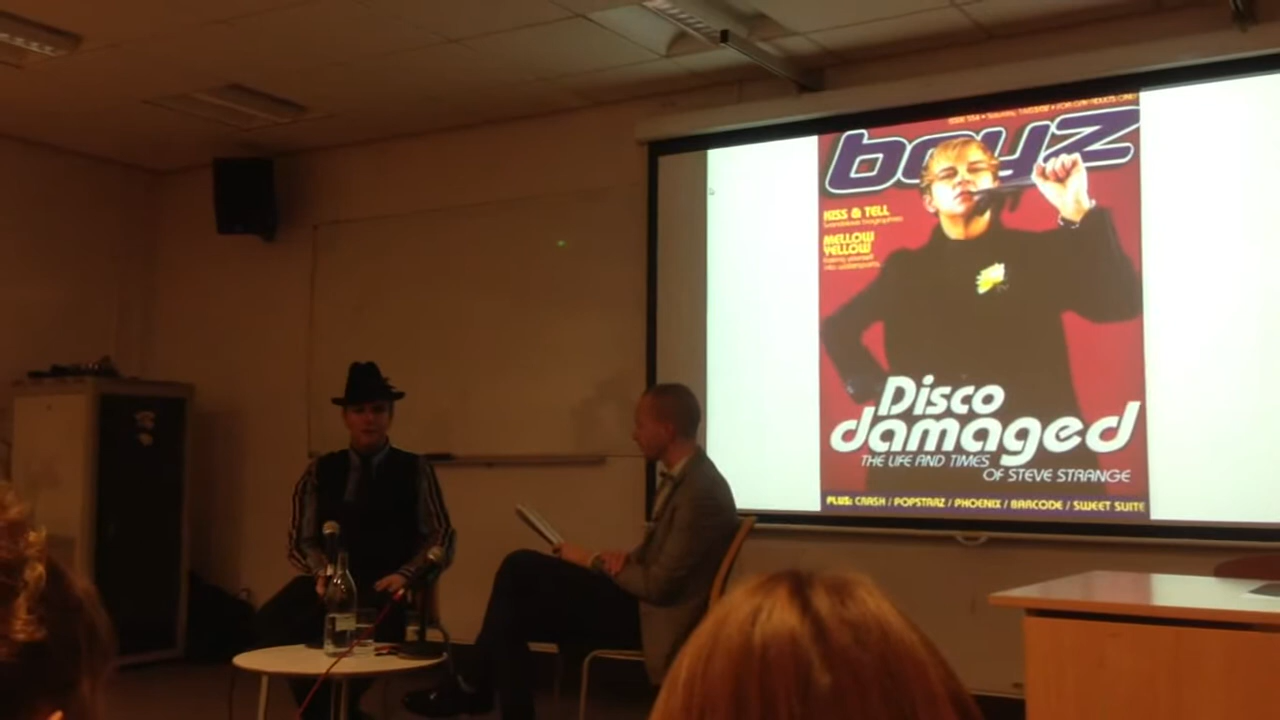 boyz
KISS & TELL
MELLOW
YELLOW
Disco
damaged
THE LIFE AND TIMES
OF STEVE STRANGE
PLUS: CRASH / POPSTARZ / PHOENIX / BARCODE / SWEET SUITE